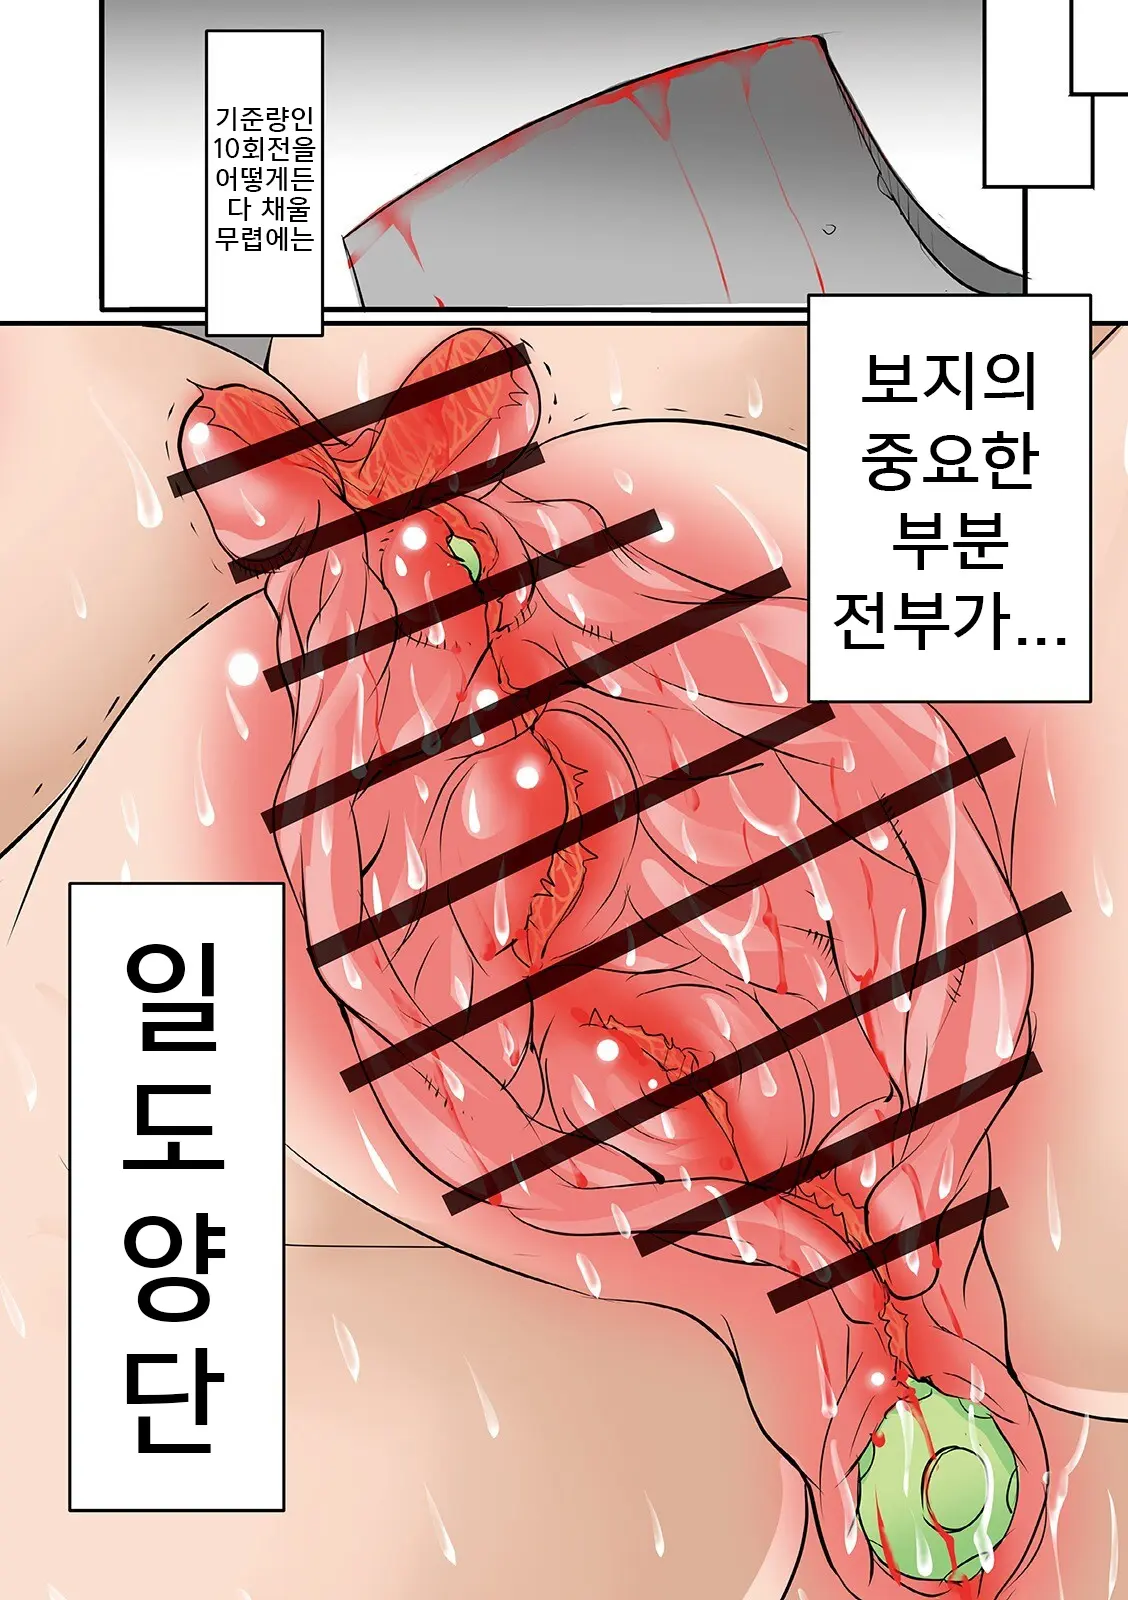 기준량인
10회전을
어떻게든
다 채울
무렵에는
보지의
중요한
부분
전부가...
일
도
양
단